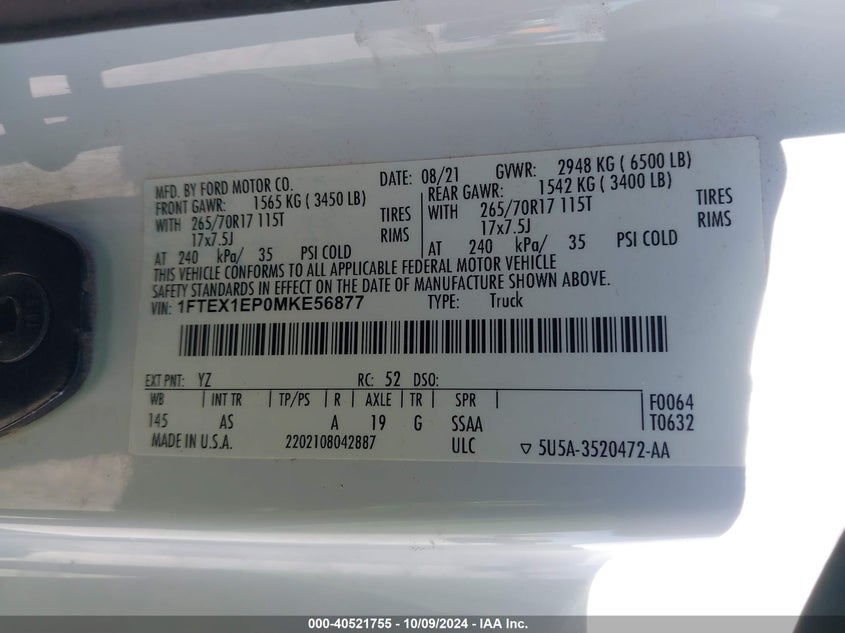 MFD. BY FORD MOTOR CO. DATE: 08/21 GVWR: 2948 KG ( 6500 LB)
FRONT GAWR: 1565 KG ( 3450 LB) REAR GAWR: 1542 KG ( 3400 LB)
WITH 265/70R17 115T TIRES WITH 265/70R17 115T TIRES
17x7.5J RIMS 17x7.5J RIMS
AT 240 kPa/ 35 PSI COLD AT 240 kPa/ 35 PSI COLD
THIS VEHICLE CONFORMS TO ALL APPLICABLE FEDERAL MOTOR VEHICLE
SAFETY STANDARDS IN EFFECT ON THE DATE OF MANUFACTURE SHOWN ABOVE.
VIN: 1FTEX1EP0MKE56877 TYPE: Truck
EXT PNT: YZ RC: 52 DSO:
WB INT TR TP/PS R AXLE TR SPR F0064
145 AS A 19 G SSAA T0632
MADE IN U.S.A. 2202108042887 ULC ▽ 5U5A-3520472-AA
000-40521755 - 10/09/2024 - IAA Inc.